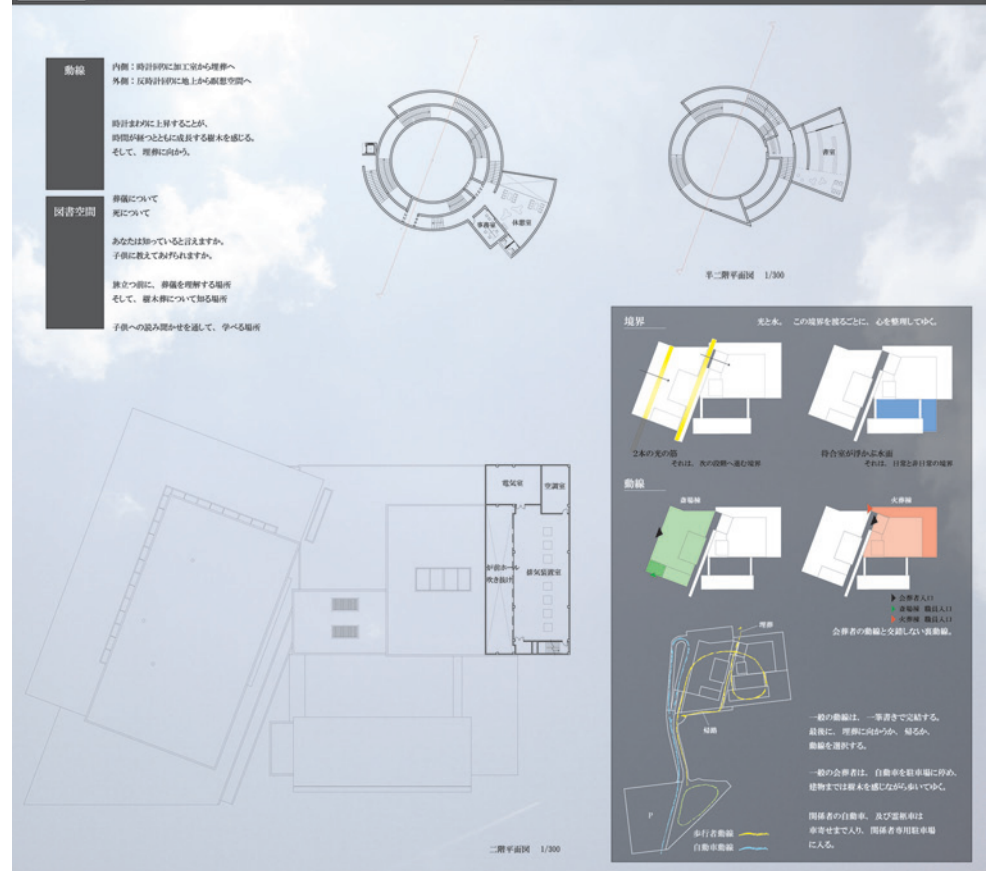 動線
内側：時計回りに加工室から埋葬へ
外側：反時計回りに地上から瞑想空間へ
時計まわりに上昇することが、
時間が経つとともに成長する樹木を感じる。
そして、埋葬に向かう。
図書空間
葬儀について
死について
あなたは知っていると言えますか。
子供に教えてあげられますか。
旅立つ前に、葬儀を理解する場所
そして、樹木葬について知る場所
子供への読み聞かせを通して、学べる場所
事務室
休憩室
書室
半二階平面図 1/300
電気室
空調室
炉前ホール
吹き抜け
排気装置室
二階平面図 1/300
境界
光と水。この境界を渡るごとに、心を整理してゆく。
2本の光の筋
それは、次の段階へ進む境界
待合室が浮かぶ水面
それは、日常と非日常の境界
動線
斎場棟
火葬棟
会葬者入口
斎場棟 職員入口
火葬棟 職員入口
会葬者の動線と交錯しない裏動線。
埋葬
帰路
P
一般の動線は、一筆書きで完結する。
最後に、埋葬に向かうか、帰るか、
動線を選択する。
一般の会葬者は、自動車を駐車場に停め、
建物までは樹木を感じながら歩いてゆく。
関係者の自動車、及び霊柩車は
車寄せまで入り、関係者専用駐車場
に入る。
歩行者動線
自動車動線